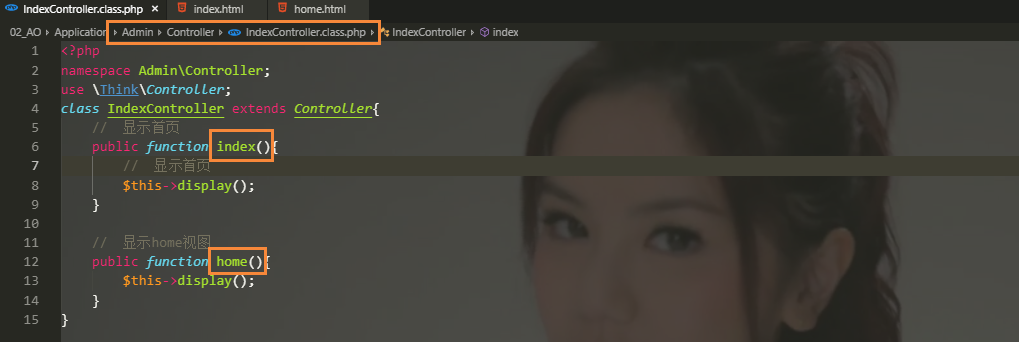 IndexController.class.php × index.html home.html
02_AO > Application > Admin > Controller > IndexController.class.php > IndexController > index
1 <?php
2 namespace Admin\Controller;
3 use \Think\Controller;
4 class IndexController extends Controller{
5 // 显示首页
6 public function index(){
7 // 显示首页
8 $this->display();
9 }
10
11 // 显示home视图
12 public function home(){
13 $this->display();
14 }
15 }